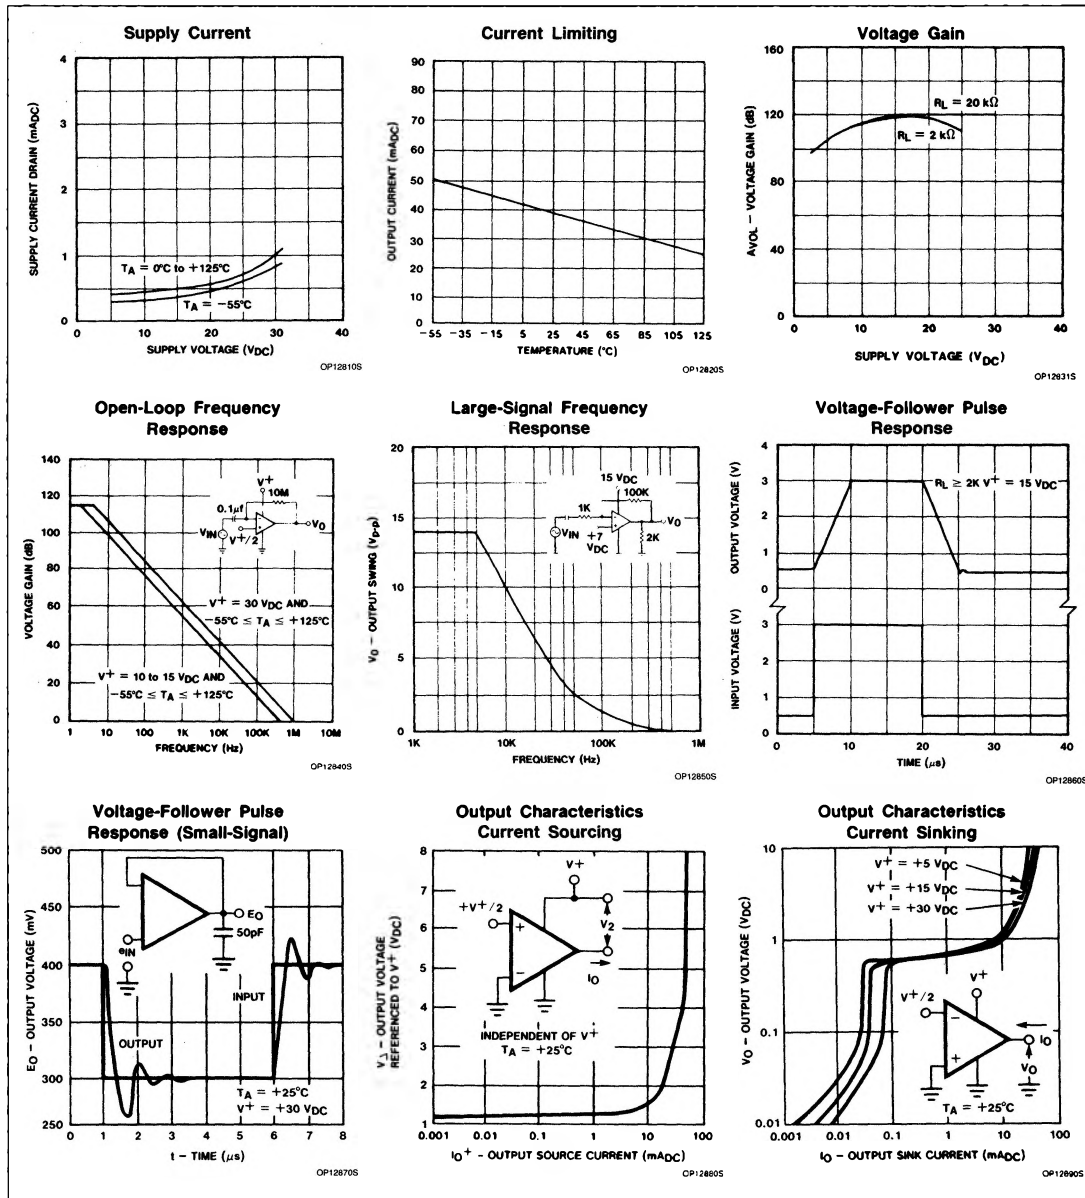 Supply Current
SUPPLY CURRENT DRAIN (mADC)
4
3
2
1
0
TA = 0°C to +125°C
TA = −55°C
0 10 20 30 40
SUPPLY VOLTAGE (VDC)
OP12810S
Current Limiting
OUTPUT CURRENT (mADC)
90
80
70
60
50
40
30
20
10
0
−55 −35 −15 5 25 45 65 85 105 125
TEMPERATURE (°C)
OP12820S
Voltage Gain
AVOL – VOLTAGE GAIN (dB)
160
120
80
40
0
RL = 20 kΩ
RL = 2 kΩ
0 10 20 30 40
SUPPLY VOLTAGE (VDC)
OP12831S
Open-Loop Frequency
Response
VOLTAGE GAIN (dB)
140
120
100
80
60
40
20
0
V+
10M
0.1μf
VIN
V+/2
VO
V+ = 30 VDC AND
−55°C ≤ TA ≤ +125°C
V+ = 10 to 15 VDC AND
−55°C ≤ TA ≤ +125°C
1 10 100 1K 10K 100K 1M 10M
FREQUENCY (Hz)
OP12840S
Large-Signal Frequency
Response
VO – OUTPUT SWING (Vp-p)
20
15
10
5
0
15 VDC
100K
1K
VIN
+7
VDC
VO
2K
1K 10K 100K 1M
FREQUENCY (Hz)
OP12850S
Voltage-Follower Pulse
Response
OUTPUT VOLTAGE (V)
4
3
2
1
0
RL ≥ 2K V+ = 15 VDC
INPUT VOLTAGE (V)
3
2
1
0
0 10 20 30 40
TIME (μs)
OP12860S
Voltage-Follower Pulse
Response (Small-Signal)
EO – OUTPUT VOLTAGE (mV)
500
450
400
350
300
250
EO
50pF
eIN
INPUT
OUTPUT
TA = +25°C
V+ = +30 VDC
0 1 2 3 4 5 6 7 8
t – TIME (μs)
OP12870S
Output Characteristics
Current Sourcing
VΔ – OUTPUT VOLTAGE
REFERENCED TO V+ (VDC)
8
7
6
5
4
3
2
1
V+
+V+/2
+
−
V2
IO
INDEPENDENT OF V+
TA = +25°C
0.001 0.01 0.1 1 10 100
IO+ – OUTPUT SOURCE CURRENT (mADC)
OP12880S
Output Characteristics
Current Sinking
VO – OUTPUT VOLTAGE (VDC)
10
1
0.1
0.01
V+ = +5 VDC
V+ = +15 VDC
V+ = +30 VDC
V+
V+/2
−
+
IO
VO
TA = +25°C
0.001 0.01 0.1 1 10 100
IO – OUTPUT SINK CURRENT (mADC)
OP12890S